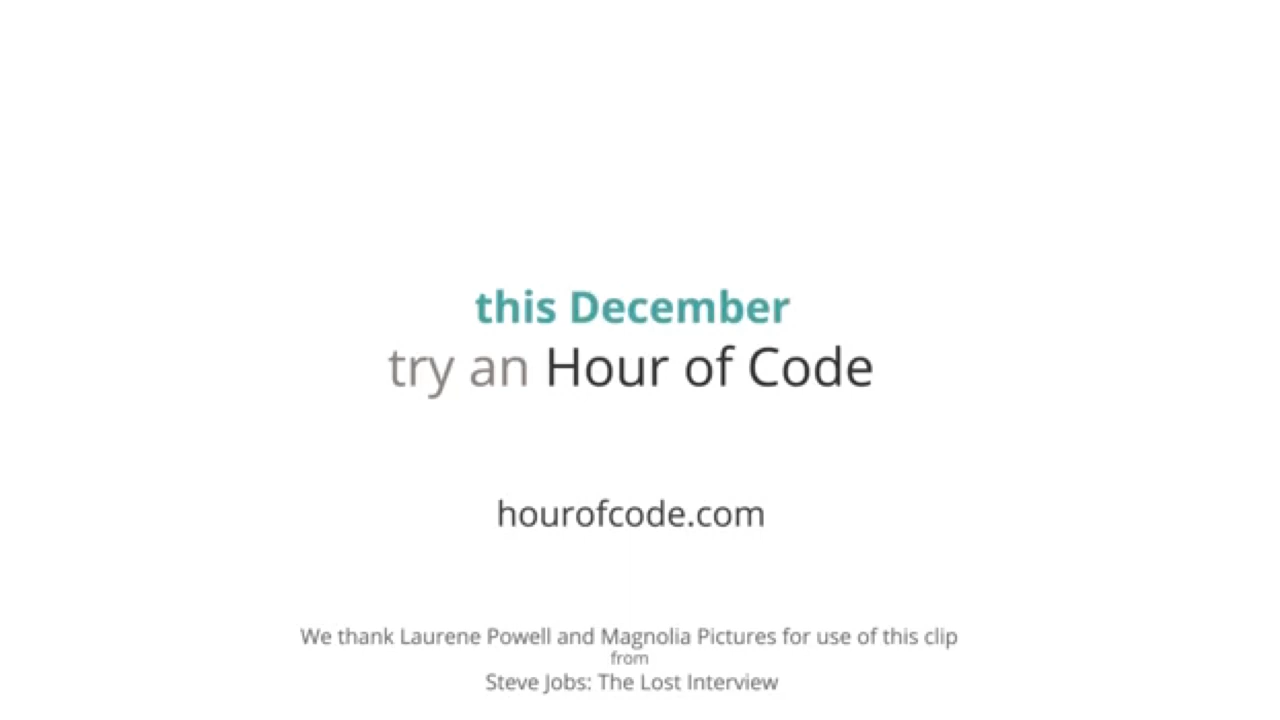 this December
try an Hour of Code
hourofcode.com
We thank Laurene Powell and Magnolia Pictures for use of this clip
from
Steve Jobs: The Lost Interview